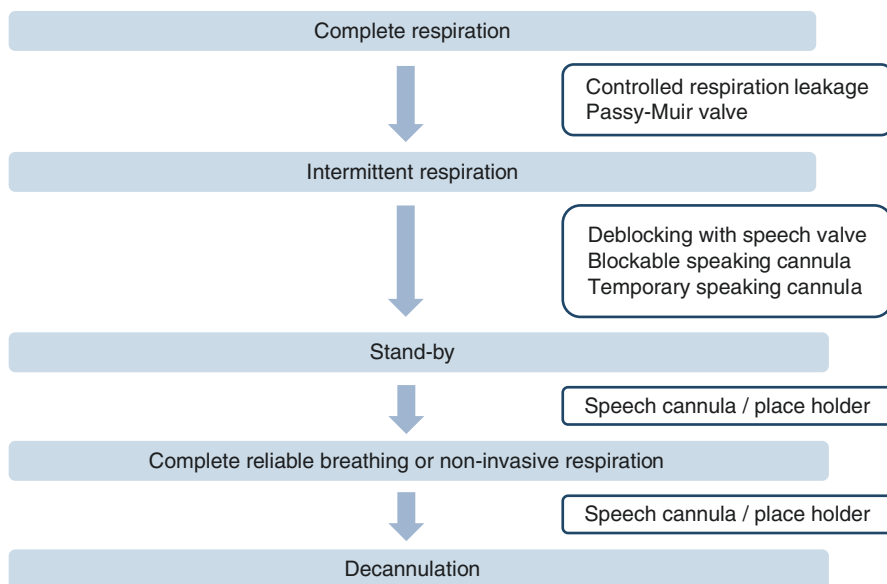 Complete respiration
Controlled respiration leakage
Passy-Muir valve
Intermittent respiration
Deblocking with speech valve
Blockable speaking cannula
Temporary speaking cannula
Stand-by
Speech cannula / place holder
Complete reliable breathing or non-invasive respiration
Speech cannula / place holder
Decannulation